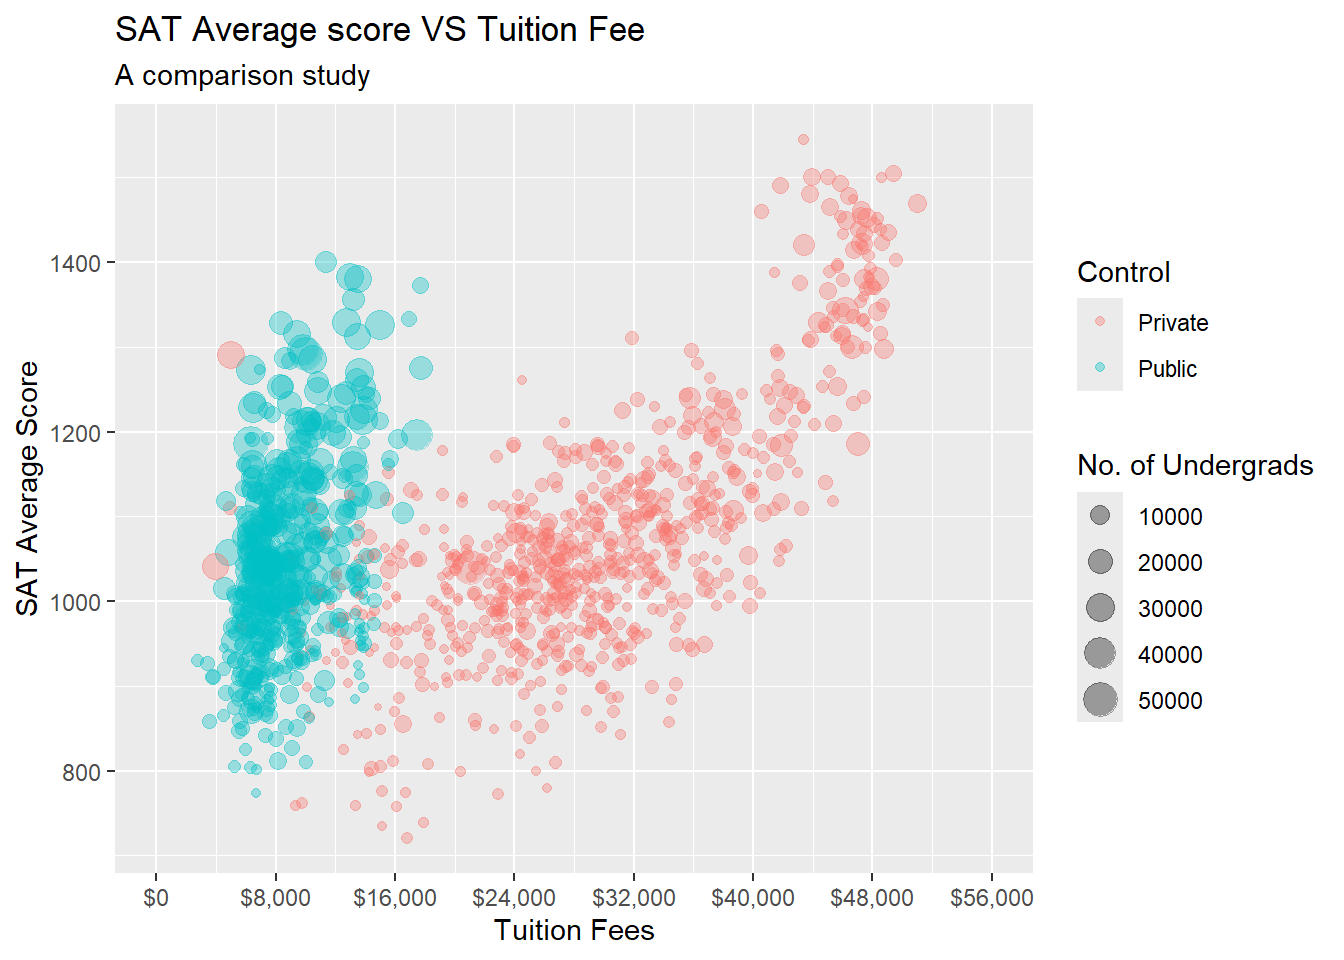 SAT Average score VS Tuition Fee
A comparison study
SAT Average Score
1400
1200
1000
800
$0 $8,000 $16,000 $24,000 $32,000 $40,000 $48,000 $56,000
Tuition Fees
Control
Private
Public
No. of Undergrads
10000
20000
30000
40000
50000